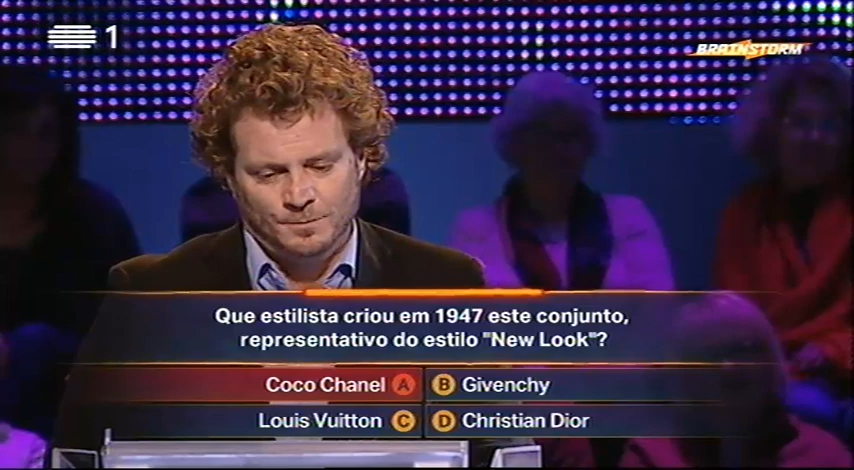 1
BRAINSTORM
Que estilista criou em 1947 este conjunto,
representativo do estilo "New Look"?
Coco Chanel A
B Givenchy
Louis Vuitton C
D Christian Dior